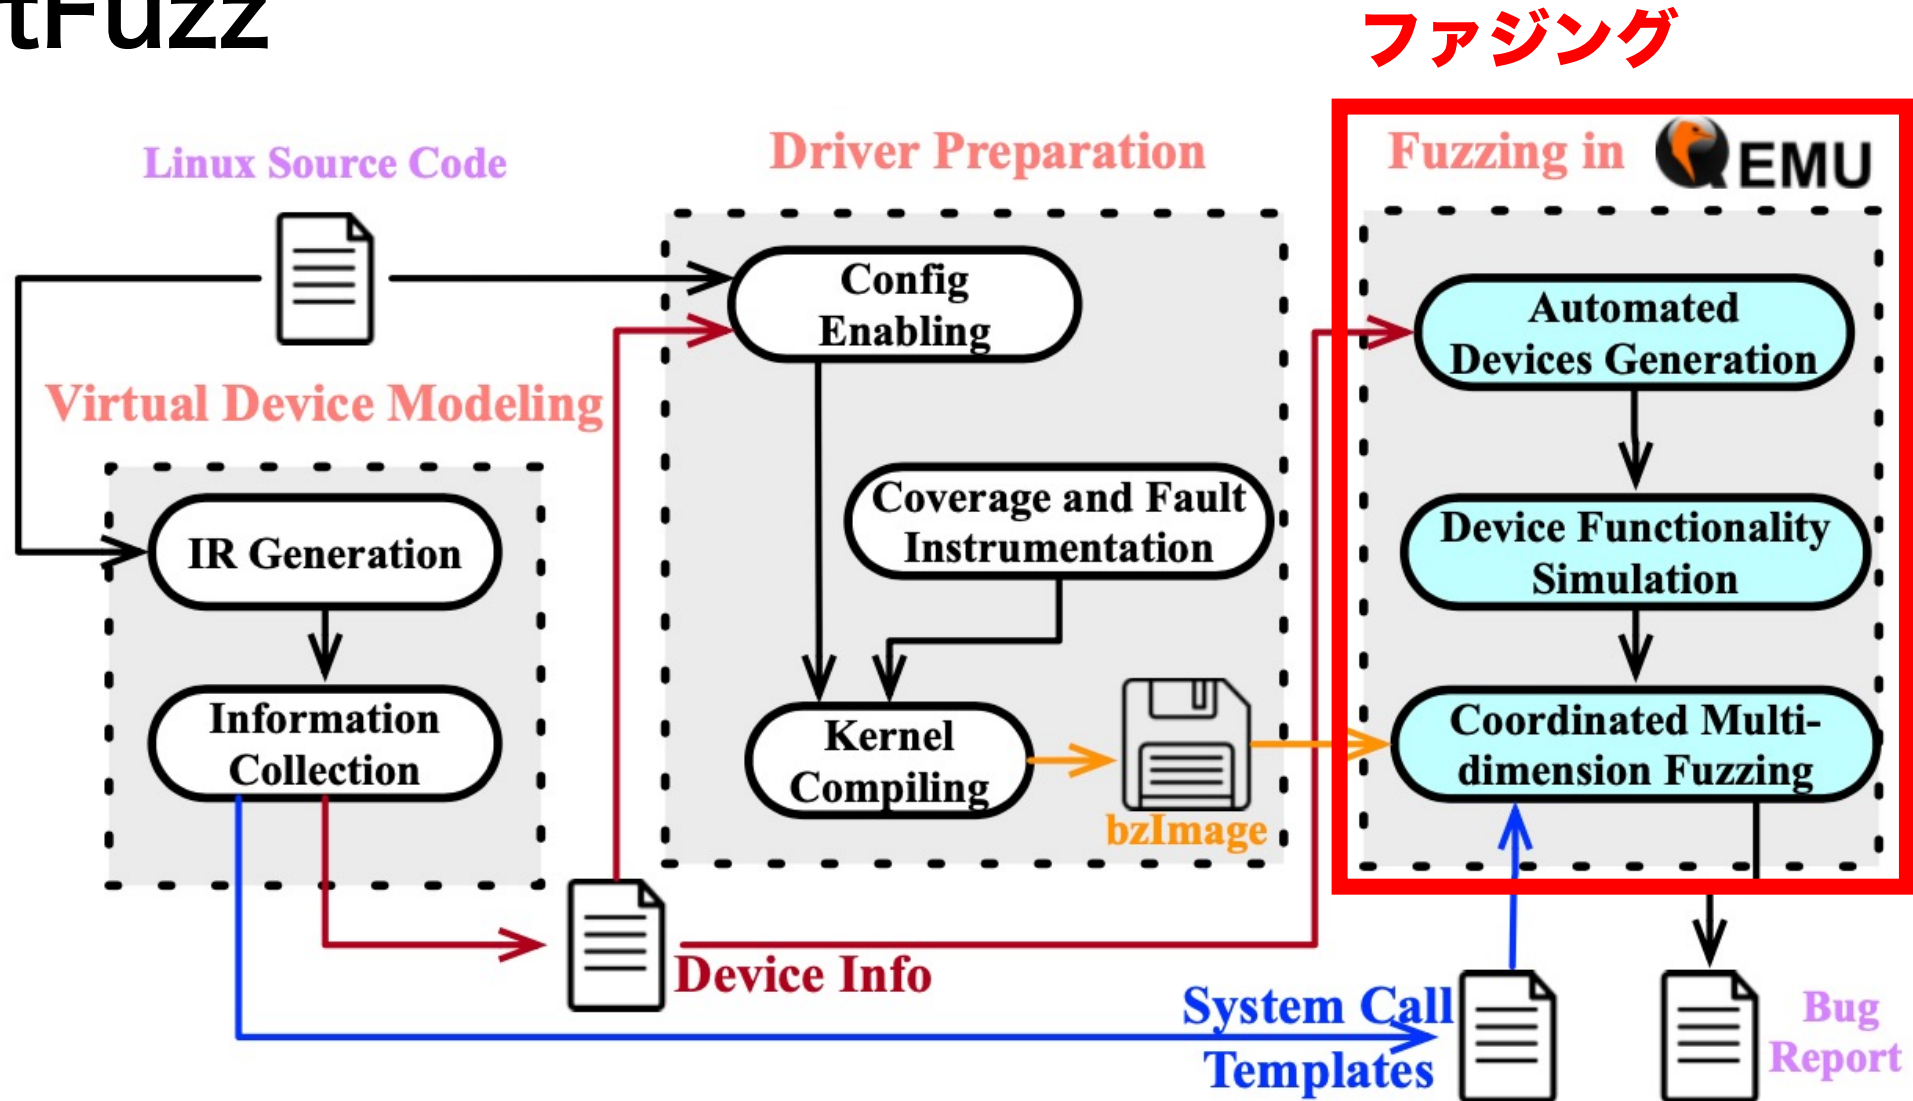 tFuzz
ファジング
Linux Source Code
Driver Preparation
Fuzzing in QEMU
Config
Enabling
Automated
Devices Generation
Virtual Device Modeling
Coverage and Fault
Instrumentation
Device Functionality
Simulation
IR Generation
Information
Collection
Kernel
Compiling
bzImage
Coordinated Multi-
dimension Fuzzing
Device Info
System Call
Templates
Bug
Report